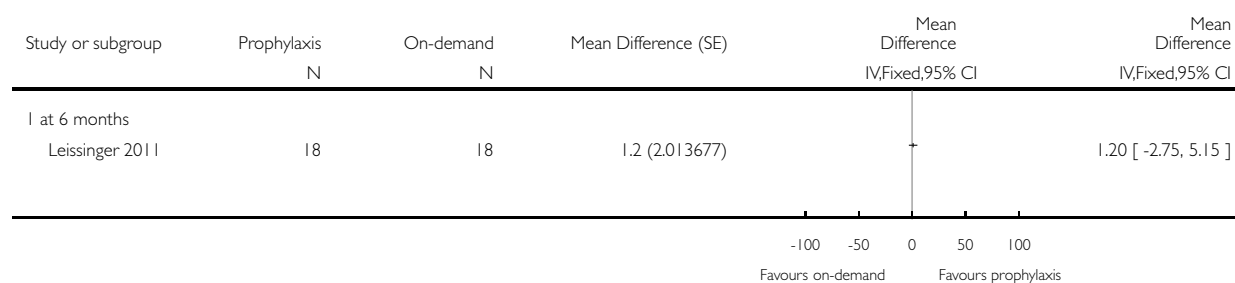 Study or subgroup Prophylaxis On-demand Mean Difference (SE) Mean Difference Mean Difference
N N IV,Fixed,95% CI IV,Fixed,95% CI
1 at 6 months
Leissinger 2011 18 18 1.2 (2.013677) 1.20 [ -2.75, 5.15 ]
-100 -50 0 50 100
Favours on-demand Favours prophylaxis